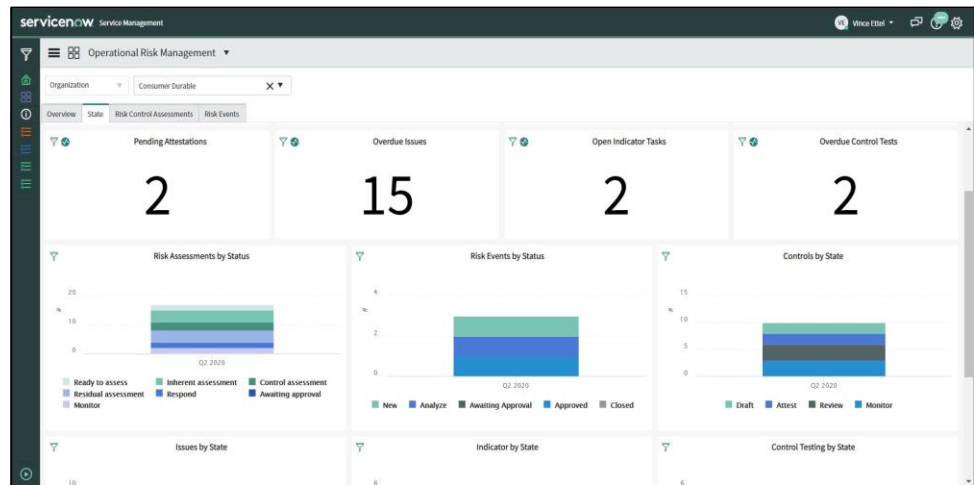 servicenow Service Management
VE Vince Ettel
Operational Risk Management
Organization Consumer Durable
Overview State Risk Control Assessments Risk Events
Pending Attestations
2
Overdue Issues
15
Open Indicator Tasks
2
Overdue Control Tests
2
Risk Assessments by Status
20
#
10
0
Q2 2020
Ready to assess Inherent assessment Control assessment
Residual assessment Respond Awaiting approval
Monitor
Risk Events by Status
4
#
2
0
Q2 2020
New Analyze Awaiting Approval Approved Closed
Controls by State
15
#
10
5
0
Q2 2020
Draft Attest Review Monitor
Issues by State
10
Indicator by State
6
Control Testing by State
6